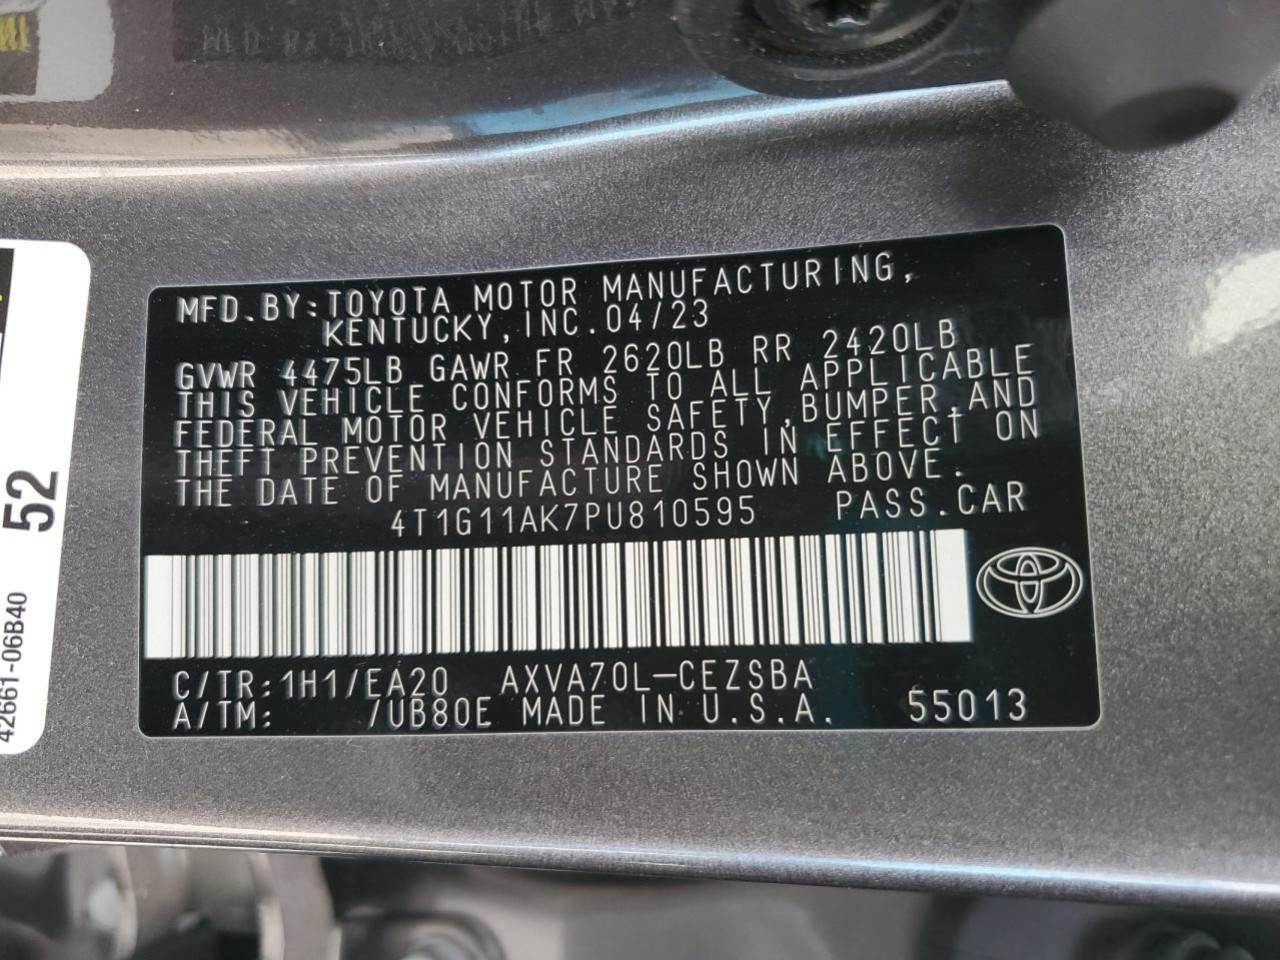 MFD.BY:TOYOTA MOTOR MANUFACTURING,
KENTUCKY,INC.04/23
GVWR 4475LB GAWR FR 2620LB RR 2420LB
THIS VEHICLE CONFORMS TO ALL APPLICABLE
FEDERAL MOTOR VEHICLE SAFETY,BUMPER,AND
THEFT PREVENTION STANDARDS IN EFFECT ON
THE DATE OF MANUFACTURE SHOWN ABOVE.
4T1G11AK7PU810595 PASS.CAR
C/TR:1H1/EA20 AXVA70L-CEZSBA
A/TM: /UB80E MADE IN U.S.A. 55013
52
42661-06B40